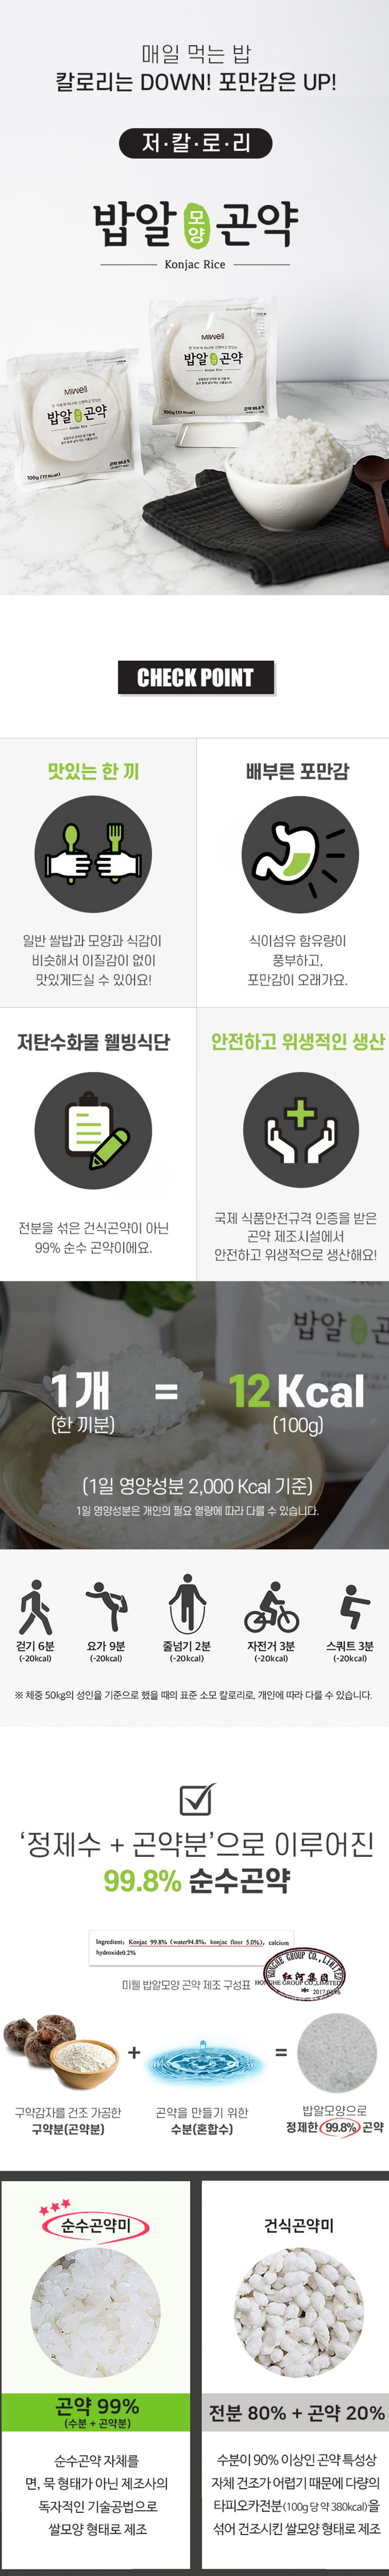 매일 먹는 밥
칼로리는 DOWN! 포만감은 UP!
저·칼·로·리
밥알 모양 곤약
Konjac Rice
Miwell
밥알 모양 곤약
Konjac Rice
100g (12 Kcal)
Miwell
밥알 모양 곤약
Konjac Rice
100g (12 Kcal)
CHECK POINT
맛있는 한 끼
일반 쌀밥과 모양과 식감이
비슷해서 이질감이 없이
맛있게드실 수 있어요!
배부른 포만감
식이섬유 함유량이
풍부하고,
포만감이 오래가요.
저탄수화물 웰빙식단
전분을 섞은 건식곤약이 아닌
99% 순수 곤약이에요.
안전하고 위생적인 생산
국제 식품안전규격 인증을 받은
곤약 제조시설에서
안전하고 위생적으로 생산해요!
밥알
1개 = 12 Kcal
(한 끼분) (100g)
(1일 영양성분 2,000 Kcal 기준)
1일 영양성분은 개인의 필요 열량에 따라 다를 수 있습니다.
걷기 6분 요가 9분 줄넘기 2분 자전거 3분 스쿼트 3분
(-20kcal) (-20kcal) (-20kcal) (-20kcal) (-20kcal)
※ 체중 50kg의 성인을 기준으로 했을 때의 표준 소모 칼로리로, 개인에 따라 다를 수 있습니다.
‘정제수 + 곤약분’으로 이루어진
99.8% 순수곤약
Ingredient: Konjac 99.8% (water94.8%, konjac flour 5.0%), calcium
hydroxide0.2%
미웰 밥알모양 곤약 제조 구성표
HONGHE GROUP CO.,LIMITED
红河集团
HONGHE GROUP CO.,LIMITED
+ =
구약감자를 건조 가공한
구약분(곤약분)
곤약을 만들기 위한
수분(혼합수)
밥알모양으로
정제한 99.8% 곤약
순수곤약미
곤약 99%
(수분 + 곤약분)
순수곤약 자체를
면, 묵 형태가 아닌 제조사의
독자적인 기술공법으로
쌀모양 형태로 제조
건식곤약미
전분 80% + 곤약 20%
수분이 90% 이상인 곤약 특성상
자체 건조가 어렵기 때문에 다량의
타피오카전분(100g 당 약 380kcal)을
섞어 건조시킨 쌀모양 형태로 제조